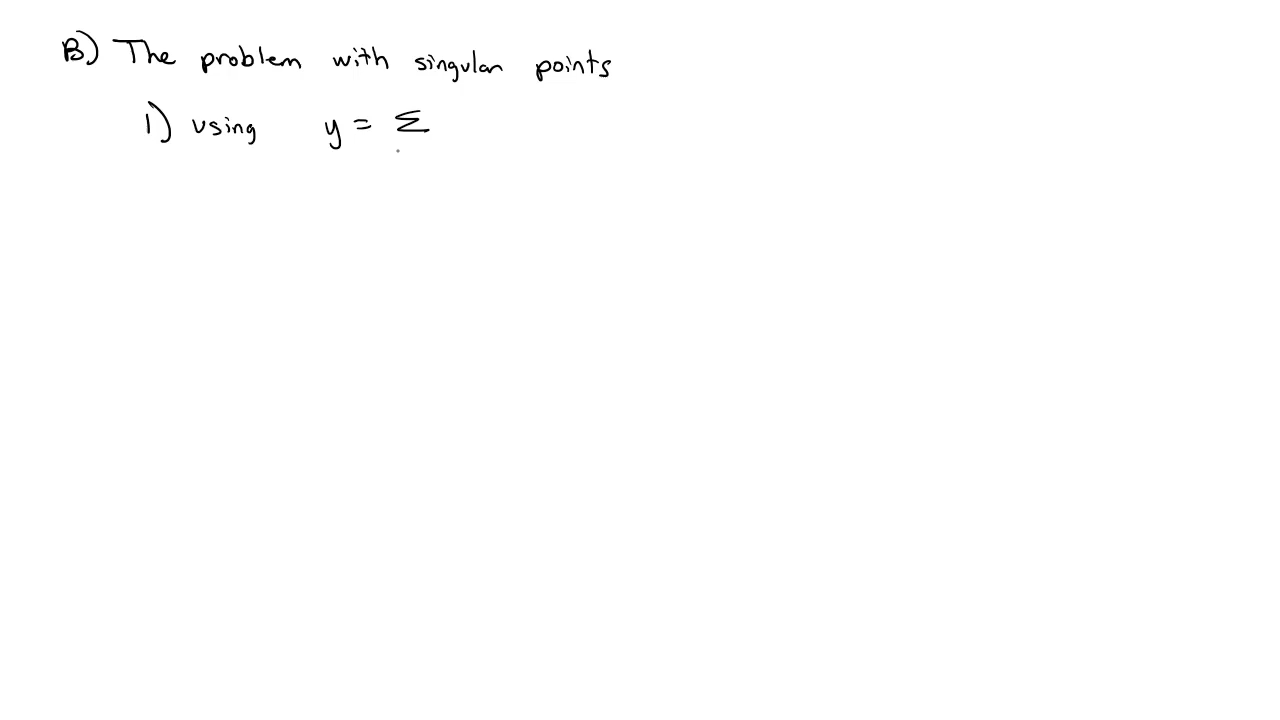 B) The problem with singular points
1) using y = Σ